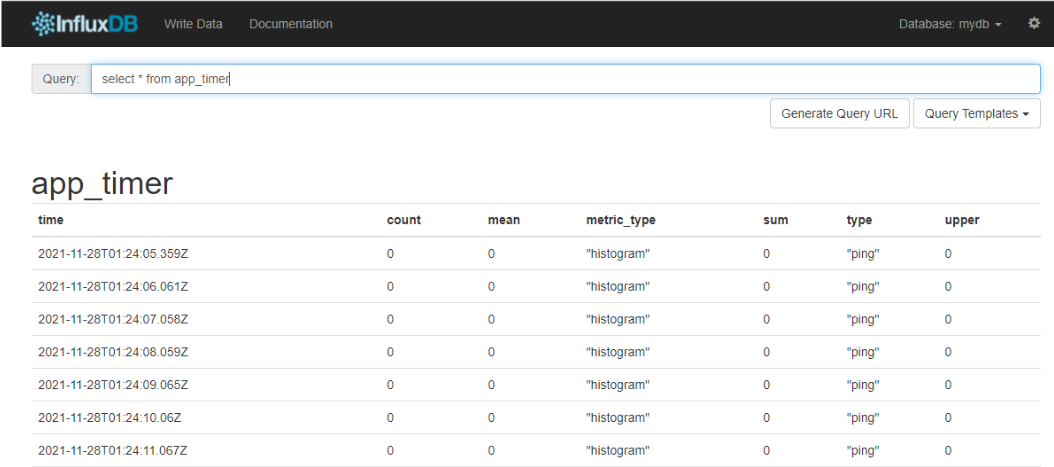 InfluxDB Write Data Documentation Database: mydb
Query: select * from app_timer
Generate Query URL Query Templates
app_timer
time count mean metric_type sum type upper
2021-11-28T01:24:05.359Z 0 0 "histogram" 0 "ping" 0
2021-11-28T01:24:06.061Z 0 0 "histogram" 0 "ping" 0
2021-11-28T01:24:07.058Z 0 0 "histogram" 0 "ping" 0
2021-11-28T01:24:08.059Z 0 0 "histogram" 0 "ping" 0
2021-11-28T01:24:09.065Z 0 0 "histogram" 0 "ping" 0
2021-11-28T01:24:10.06Z 0 0 "histogram" 0 "ping" 0
2021-11-28T01:24:11.067Z 0 0 "histogram" 0 "ping" 0